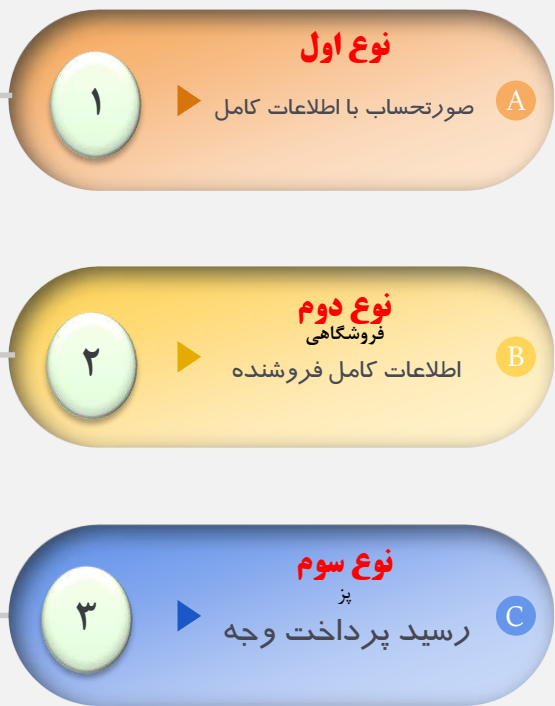 نوع اول
A
صورتحساب با اطلاعات کامل
۱
نوع دوم
فروشگاهی
B
اطلاعات کامل فروشنده
۲
نوع سوم
پز
C
رسید پرداخت وجه
۳